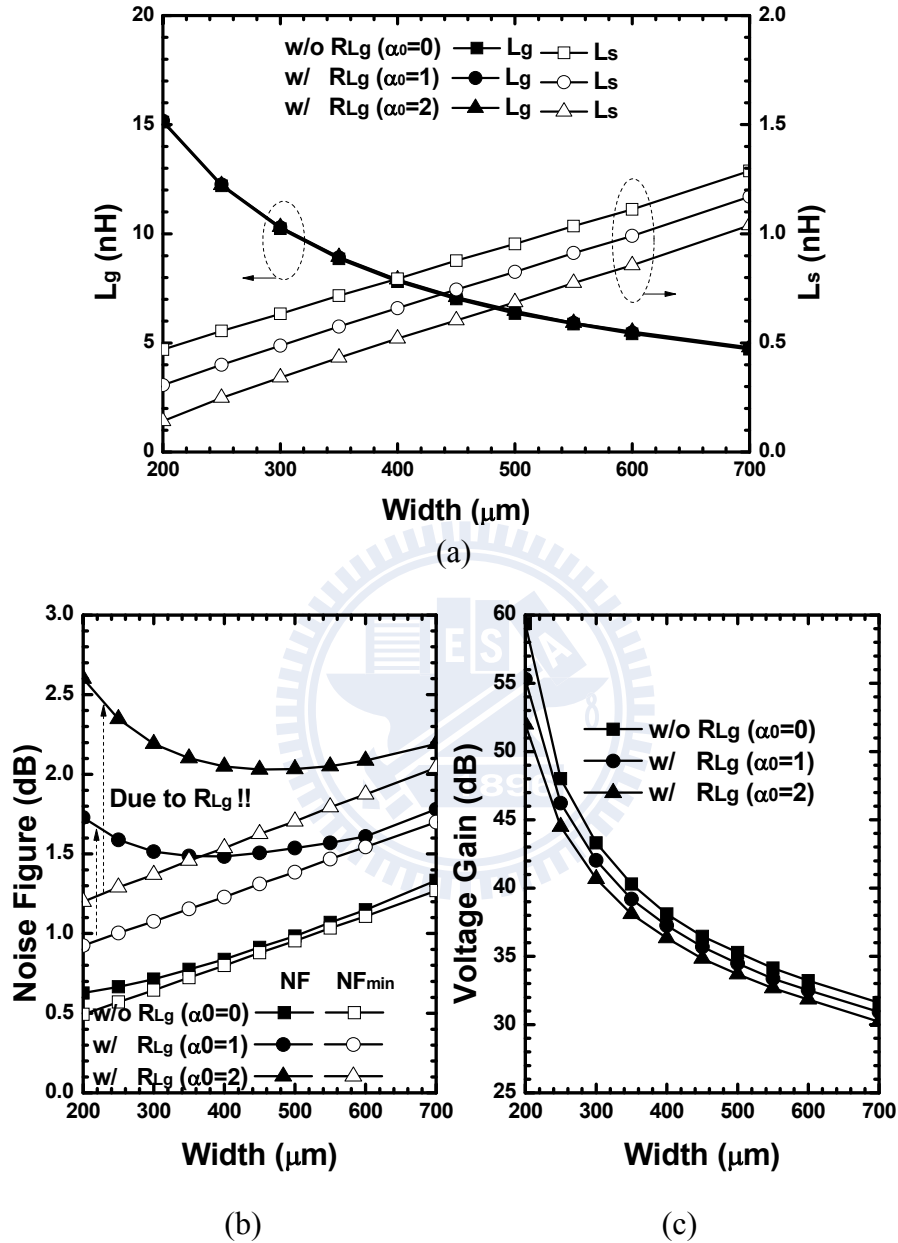 20
15
10
5
0
Lg (nH)
2.0
1.5
1.0
0.5
0.0
Ls (nH)
w/o RLg (α0=0) Lg Ls
w/ RLg (α0=1) Lg Ls
w/ RLg (α0=2) Lg Ls
200 300 400 500 600 700
Width (μm)
(a)
3.0
2.5
2.0
1.5
1.0
0.5
0.0
Noise Figure (dB)
Due to RLg !!
NF NFmin
w/o RLg (α0=0)
w/ RLg (α0=1)
w/ RLg (α0=2)
200 300 400 500 600 700
Width (μm)
(b)
60
55
50
45
40
35
30
25
Voltage Gain (dB)
w/o RLg (α0=0)
w/ RLg (α0=1)
w/ RLg (α0=2)
200 300 400 500 600 700
Width (μm)
(c)
E S A
1896